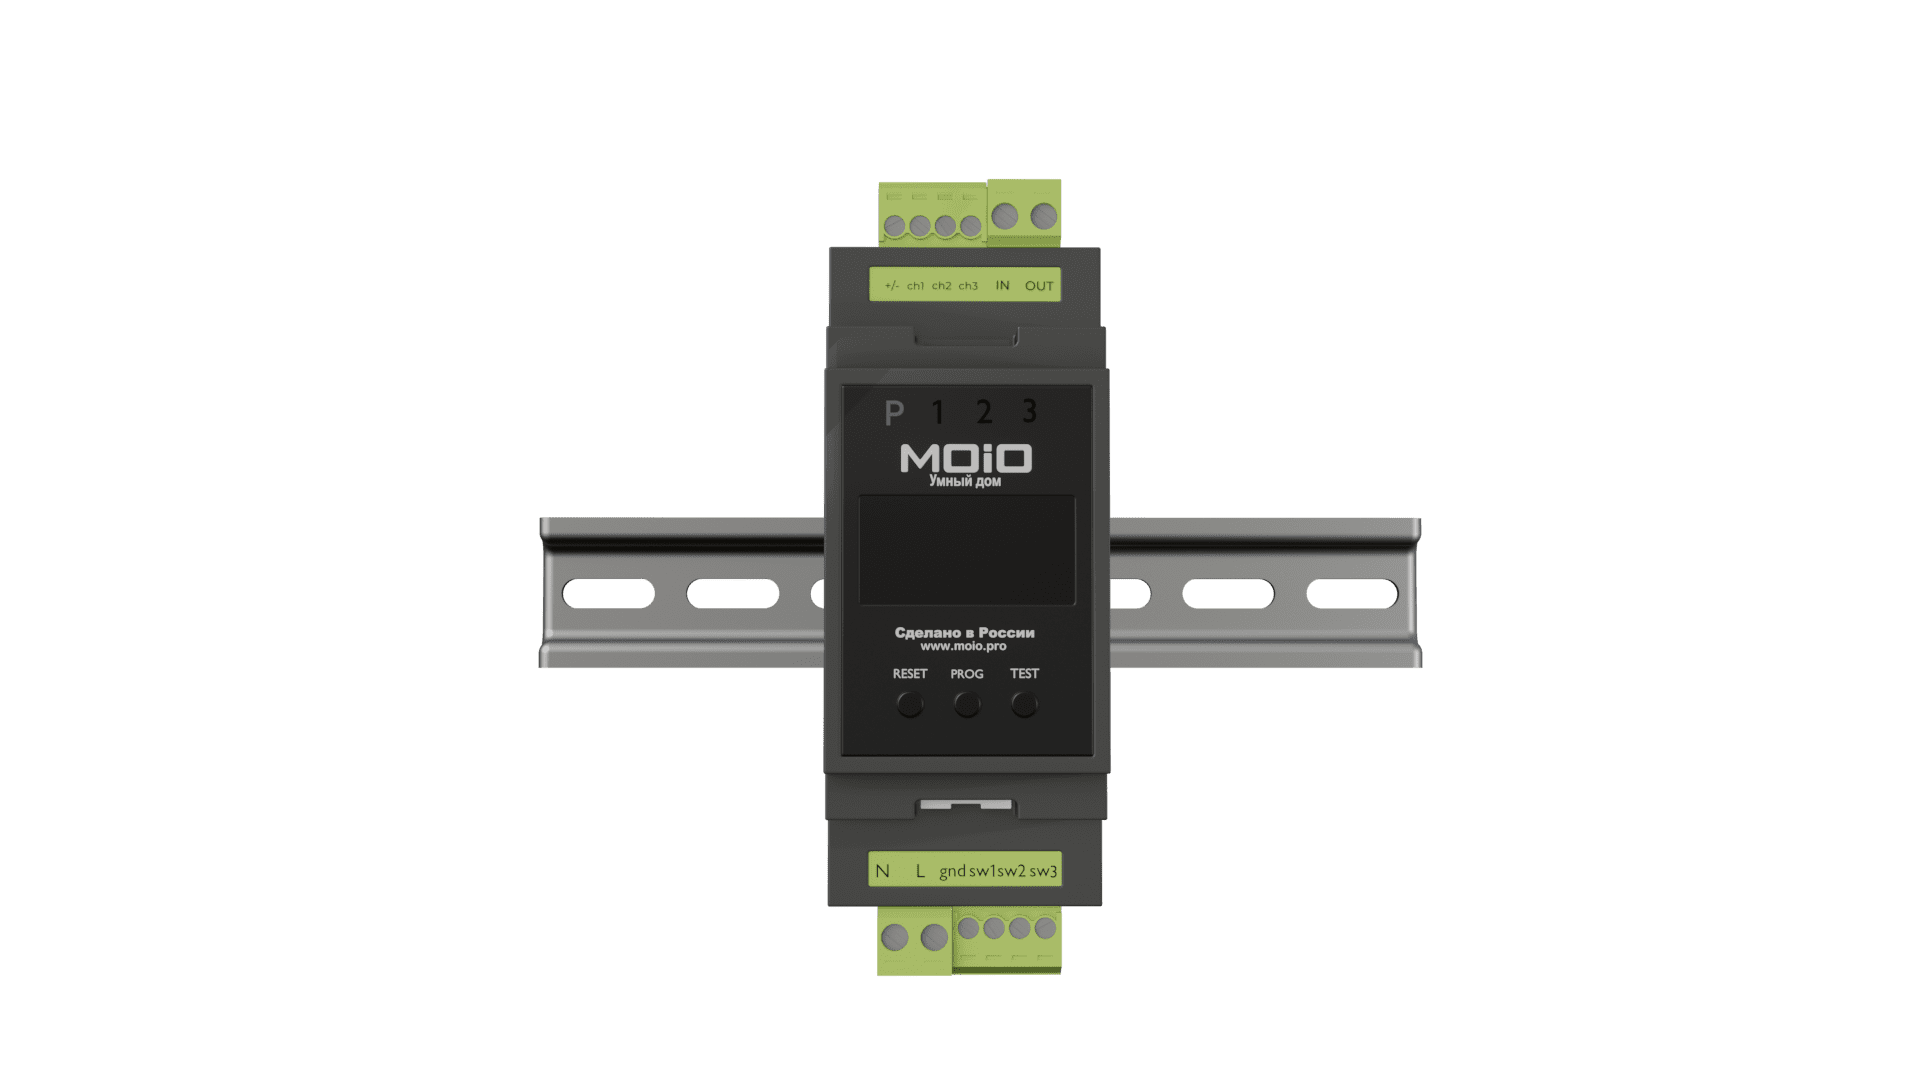 +/- ch1 ch2 ch3 IN OUT
P 1 2 3
MOiO
Умный дом
Сделано в России
www.moio.pro
RESET PROG TEST
N L gnd sw1 sw2 sw3